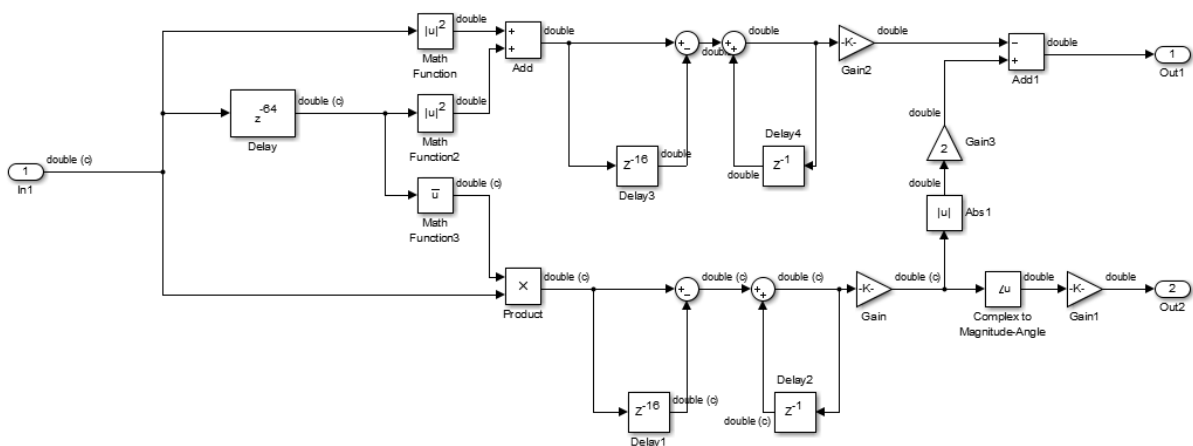 |u|²
Math
Function
double
+
+
Add
double
+
−
double
+
+
double
-K-
Gain2
double
−
+
Add1
double
1
Out1
double (c)
1
In1
z^-64
Delay
double (c)
|u|²
Math
Function2
double
Z^-16
Delay3
double
Delay4
Z^-1
double
double
2
Gain3
double
|u|
Abs1
u̅
Math
Function3
double (c)
×
Product
double (c)
+
−
double (c)
+
+
double (c)
-K-
Gain
double (c)
∠u
Complex to
Magnitude-Angle
double
-K-
Gain1
double
2
Out2
Z^-16
Delay1
double (c)
Delay2
Z^-1
double (c)